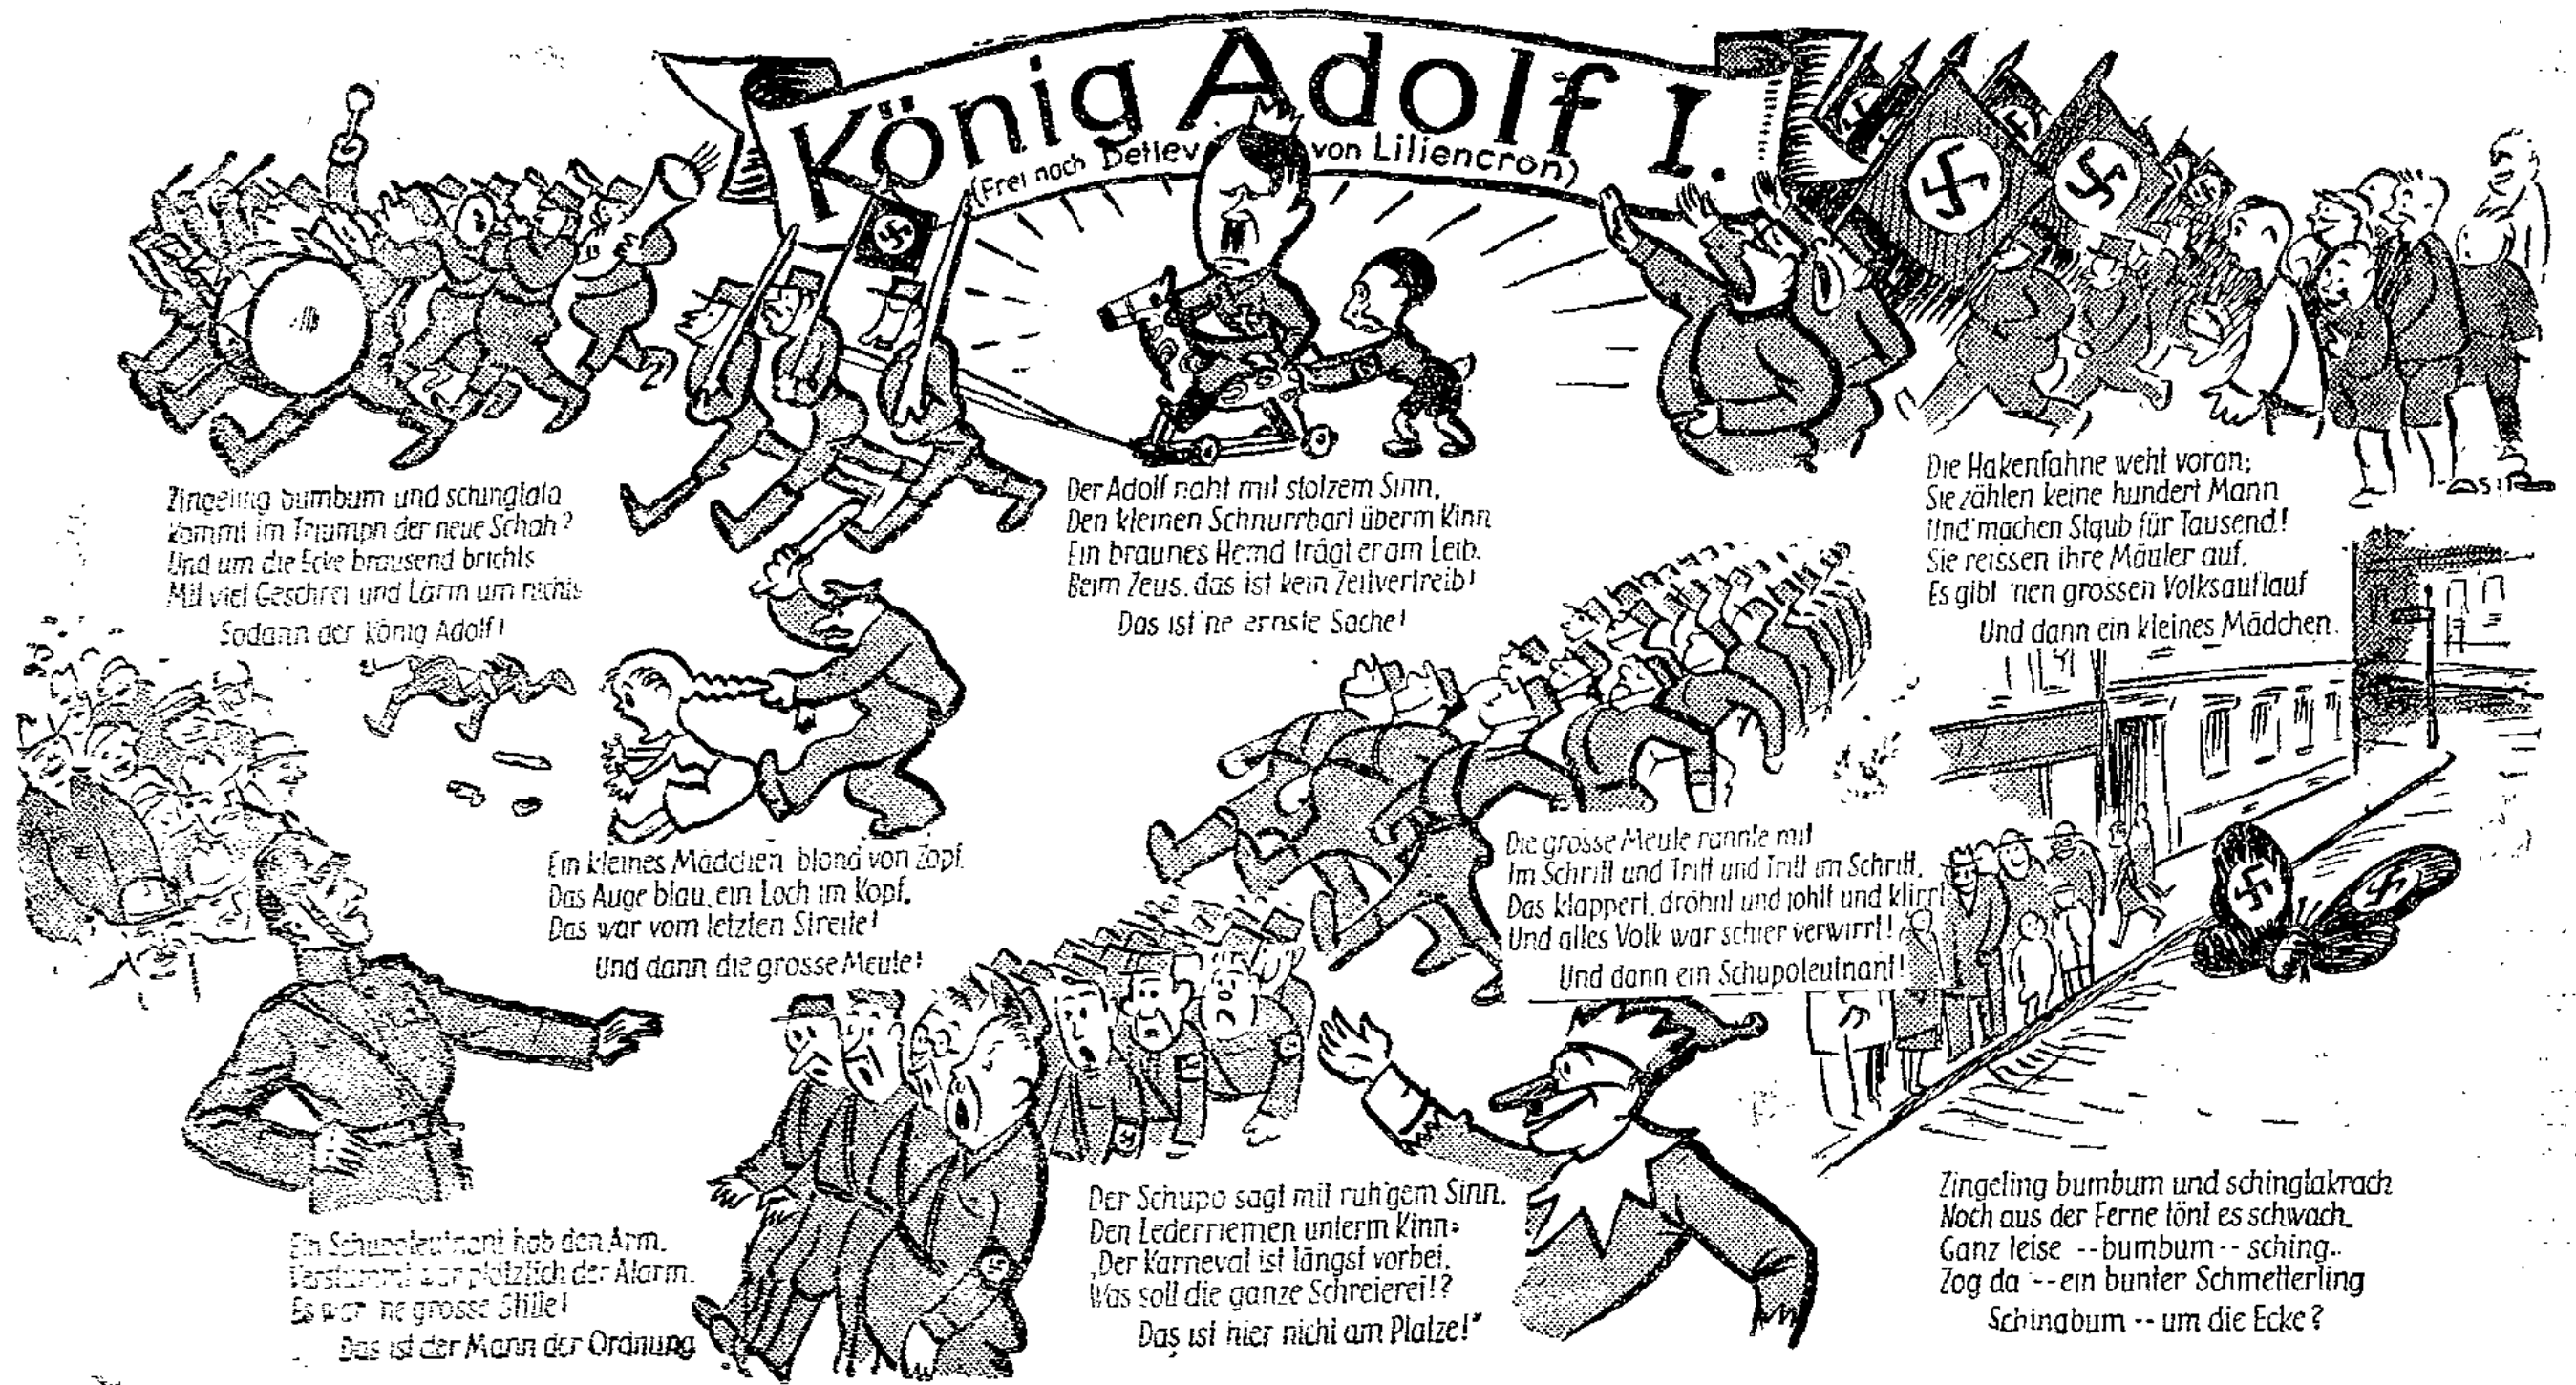 König Adolf I.
(Frei nach Detlev von Liliencron)
Zingeling bumbum und schinglala
Kommt im Triumph der neue Schah?
Und um die Ecke brausend brichts
Mit viel Geschrei und Lärm um nichts
Sodann der König Adolf!
Der Adolf naht mit stolzem Sinn,
Den kleinen Schnurrbart überm Kinn
Ein braunes Hemd trägt er am Leib.
Beim Zeus, das ist kein Zeitvertreib!
Das ist 'ne ernste Sache!
Die Hakenfahne weht voran;
Sie zählen keine hundert Mann
Und machen Staub für Tausend!
Sie reissen ihre Mäuler auf,
Es gibt 'nen grossen Volksauflauf
Und dann ein kleines Mädchen.
Ein kleines Mädchen blond von Zopf,
Das Auge blau, ein Loch im Kopf,
Das war vom letzten Streite!
Und dann die grosse Meute!
Die grosse Meute rannte mit
Im Schritt und Tritt und Tritt im Schritt,
Das klappert, dröhnt und johlt und klirrt
Und alles Volk war schier verwirrt!
Und dann ein Schupoleutnant!
Ein Schupoleutnant hob den Arm.
Verstummt war plötzlich der Alarm.
Es war 'ne grosse Stille!
Das ist der Mann der Ordnung
Der Schupo sagt mit ruh'gem Sinn,
Den Lederriemen unterm Kinn:
„Der Karneval ist längst vorbei,
Was soll die ganze Schreierei!?
Das ist hier nicht am Platze!"
Zingeling bumbum und schinglakrach
Noch aus der Ferne tönt es schwach.
Ganz leise -- bumbum -- sching..
Zog da -- ein bunter Schmetterling
Schingbum -- um die Ecke?